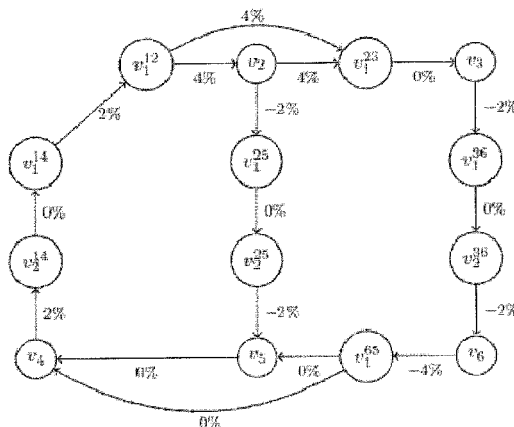 4%
v_1^{12} 4% v_2 4% v_1^{23} 0% v_3
2% -2% -2%
v_1^{14} v_1^{25} v_1^{36}
0% 0% 0%
v_2^{14} v_2^{25} v_2^{36}
2% -2% -2%
v_4 0% v_5 0% v_1^{65} -4% v_6
0%